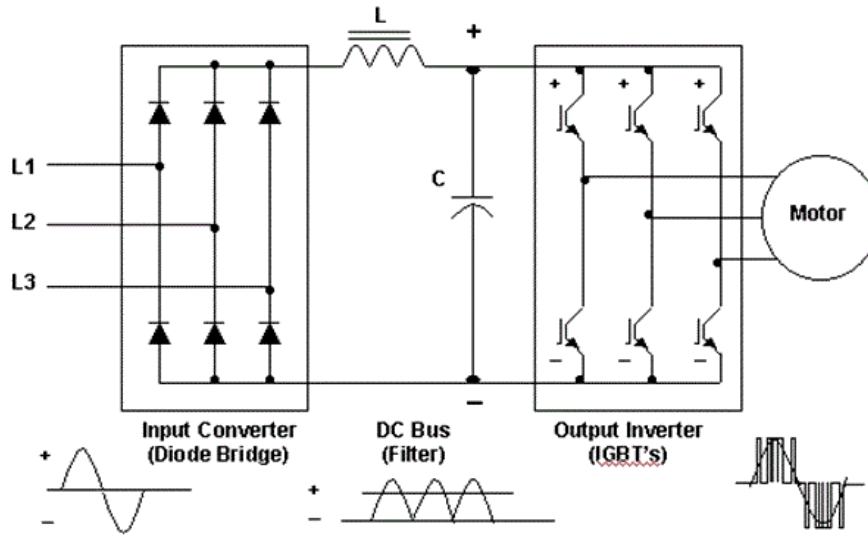 L
+
+ + +
L1
C
L2
Motor
L3
− − −
−
Input Converter
(Diode Bridge)
DC Bus
(Filter)
Output Inverter
(IGBT's)
+
−
+
−